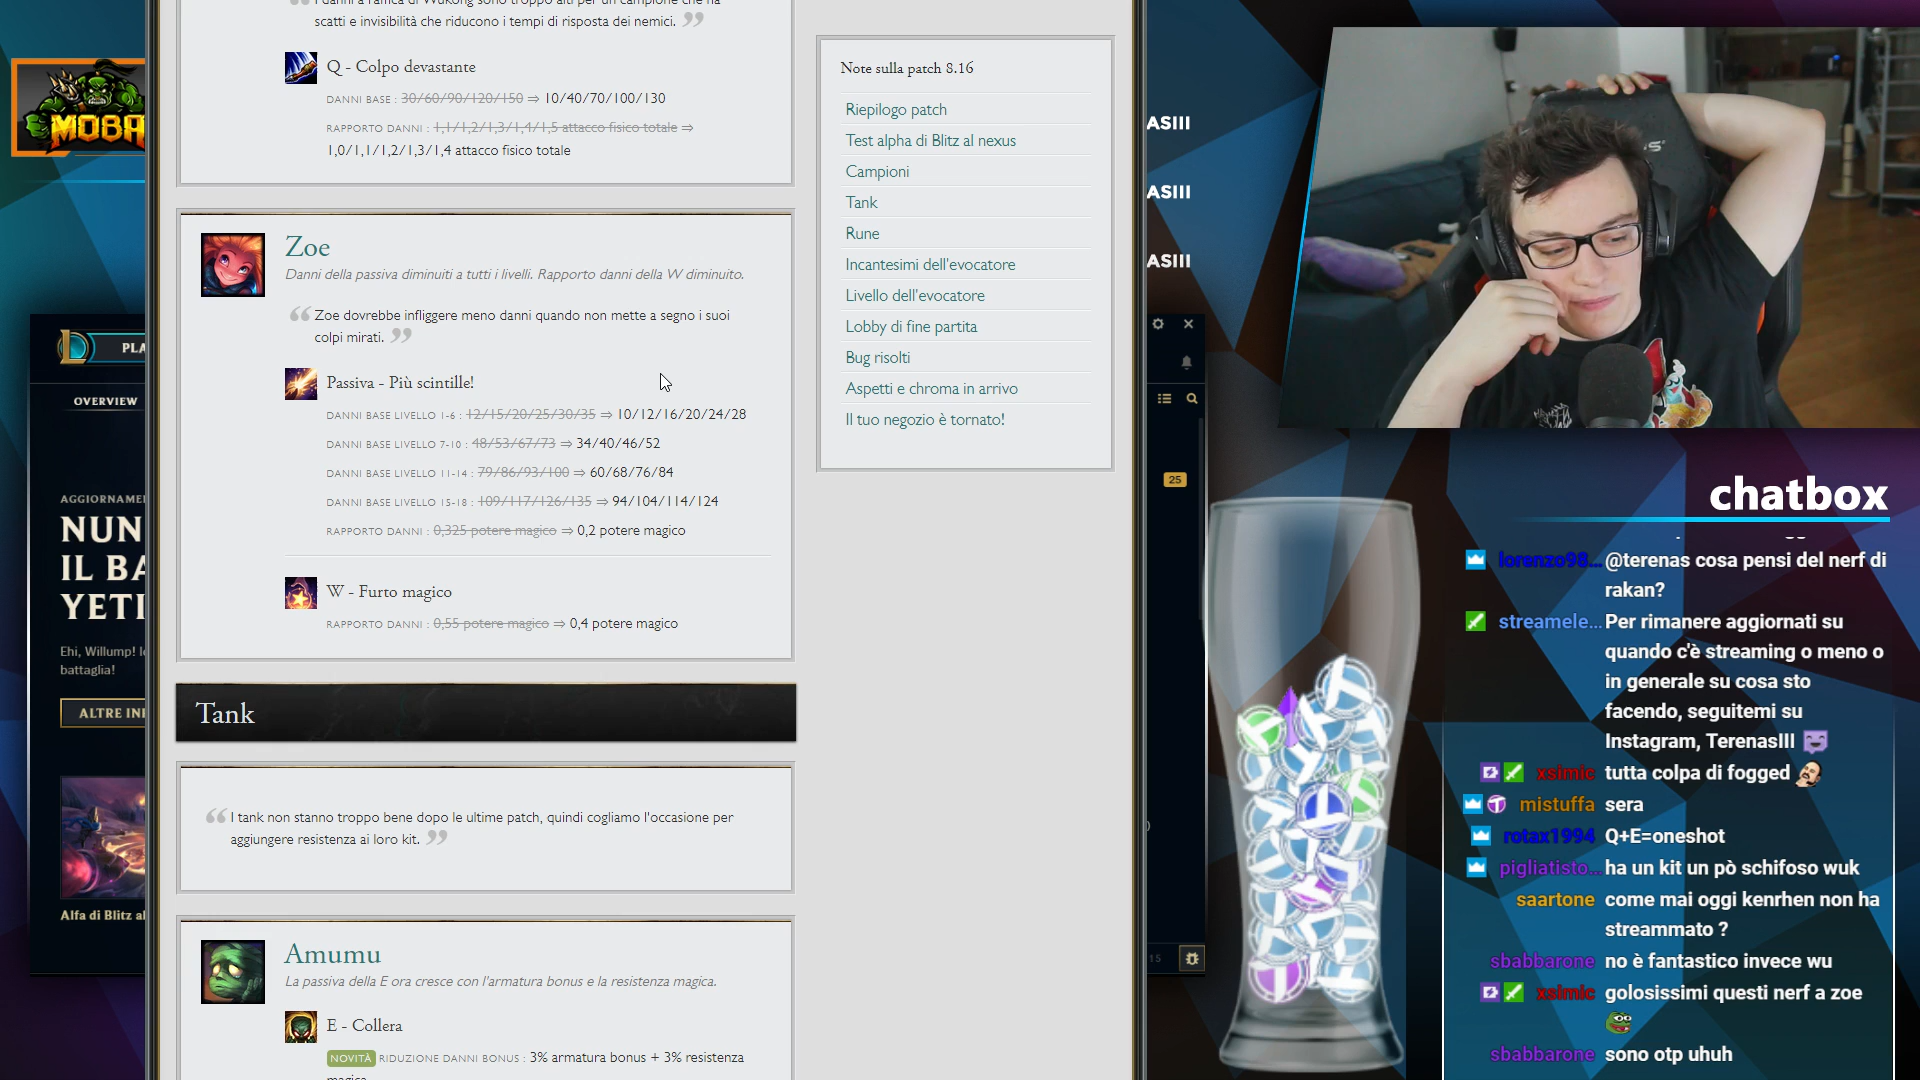 scatti e invisibilità che riducono i tempi di risposta dei nemici.
Q - Colpo devastante
DANNI BASE : 30/60/90/120/150 ⇒ 10/40/70/100/130
RAPPORTO DANNI : 1,1/1,2/1,3/1,4/1,5 attacco fisico totale ⇒
1,0/1,1/1,2/1,3/1,4 attacco fisico totale
Zoe
Danni della passiva diminuiti a tutti i livelli. Rapporto danni della W diminuito.
Zoe dovrebbe infliggere meno danni quando non mette a segno i suoi
colpi mirati.
Passiva - Più scintille!
DANNI BASE LIVELLO 1-6 : 12/15/20/25/30/35 ⇒ 10/12/16/20/24/28
DANNI BASE LIVELLO 7-10 : 48/53/67/73 ⇒ 34/40/46/52
DANNI BASE LIVELLO 11-14 : 79/86/93/100 ⇒ 60/68/76/84
DANNI BASE LIVELLO 15-18 : 109/117/126/135 ⇒ 94/104/114/124
RAPPORTO DANNI : 0,325 potere magico ⇒ 0,2 potere magico
W - Furto magico
RAPPORTO DANNI : 0,55 potere magico ⇒ 0,4 potere magico
Tank
I tank non stanno troppo bene dopo le ultime patch, quindi cogliamo l'occasione per
aggiungere resistenza ai loro kit.
Amumu
La passiva della E ora cresce con l'armatura bonus e la resistenza magica.
E - Collera
NOVITÀ RIDUZIONE DANNI BONUS : 3% armatura bonus + 3% resistenza
Note sulla patch 8.16
Riepilogo patch
Test alpha di Blitz al nexus
Campioni
Tank
Rune
Incantesimi dell'evocatore
Livello dell'evocatore
Lobby di fine partita
Bug risolti
Aspetti e chroma in arrivo
Il tuo negozio è tornato!
MOBA
PLA
OVERVIEW
AGGIORNAME
NUN
IL BA
YETI
Ehi, Willump!
battaglia!
ALTRE IN
Alfa di Blitz al
ASIII
ASIII
ASIII
25
15
chatbox
lorenzo98... @terenas cosa pensi del nerf di
rakan?
streamele... Per rimanere aggiornati su
quando c'è streaming o meno o
in generale su cosa sto
facendo, seguitemi su
Instagram, TerenasIII
xsimic tutta colpa di fogged
mistuffa sera
rotax1994 Q+E=oneshot
pigliatisto... ha un kit un pò schifoso wuk
saartone come mai oggi kenrhen non ha
streammato ?
sbabbarone no è fantastico invece wu
xsimic golosissimi questi nerf a zoe
sbabbarone sono otp uhuh